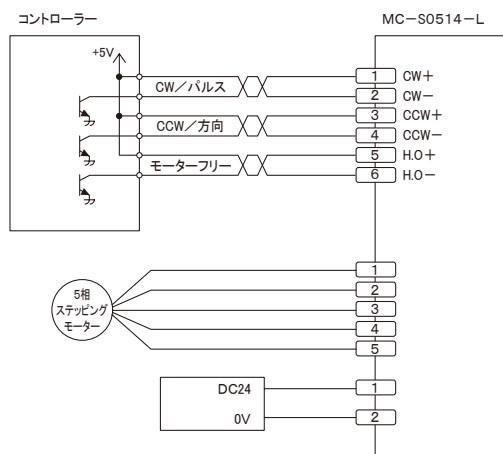 コントローラー
MC-S0514-L
+5V
CW/パルス
1 CW+
2 CW-
CCW/方向
3 CCW+
4 CCW-
モーターフリー
5 H.O+
6 H.O-
5相
ステッピング
モーター
1
2
3
4
5
DC24
1
0V
2